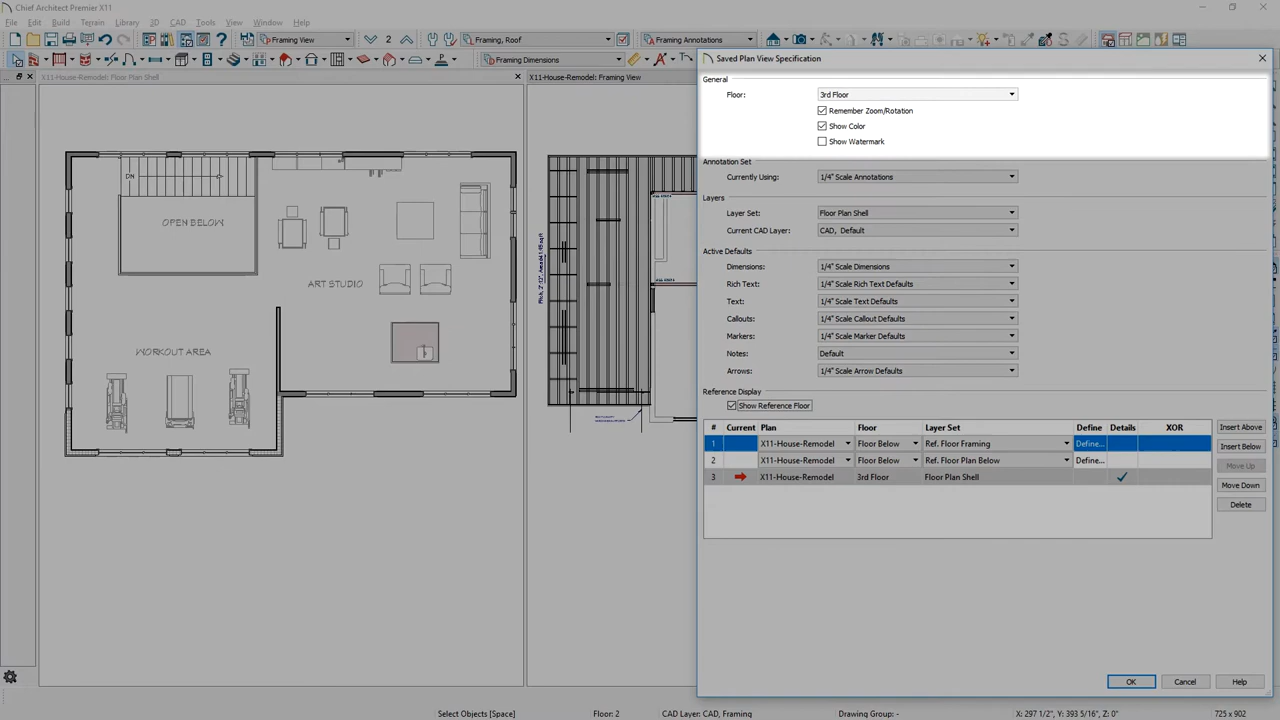 Chief Architect Premier X11
File Edit Build Terrain Library 3D CAD Tools View Window Help
Framing View 2 Framing, Roof Framing Annotations
Framing Dimensions
X11-House-Remodel: Floor Plan Shell
X11-House-Remodel: Framing View
DN
OPEN BELOW
ART STUDIO
WORKOUT AREA
Saved Plan View Specification
General
Floor: 3rd Floor
Remember Zoom/Rotation
Show Color
Show Watermark
Annotation Set
Currently Using: 1/4" Scale Annotations
Layers
Layer Set: Floor Plan Shell
Current CAD Layer: CAD, Default
Active Defaults
Dimensions: 1/4" Scale Dimensions
Rich Text: 1/4" Scale Rich Text Defaults
Text: 1/4" Scale Text Defaults
Callouts: 1/4" Scale Callout Defaults
Markers: 1/4" Scale Marker Defaults
Notes: Default
Arrows: 1/4" Scale Arrow Defaults
Reference Display
Show Reference Floor
# Current Plan Floor Layer Set Define Details XOR
1 X11-House-Remodel Floor Below Ref. Floor Framing Define...
2 X11-House-Remodel Floor Below Ref. Floor Plan Below Define...
3 X11-House-Remodel 3rd Floor Floor Plan Shell
Insert Above
Insert Below
Move Up
Move Down
Delete
OK Cancel Help
Select Objects [Space] Floor: 2 CAD Layer: CAD, Framing Drawing Group: - X: 297 1/2", Y: 393 5/16", Z: 0" 725 x 902